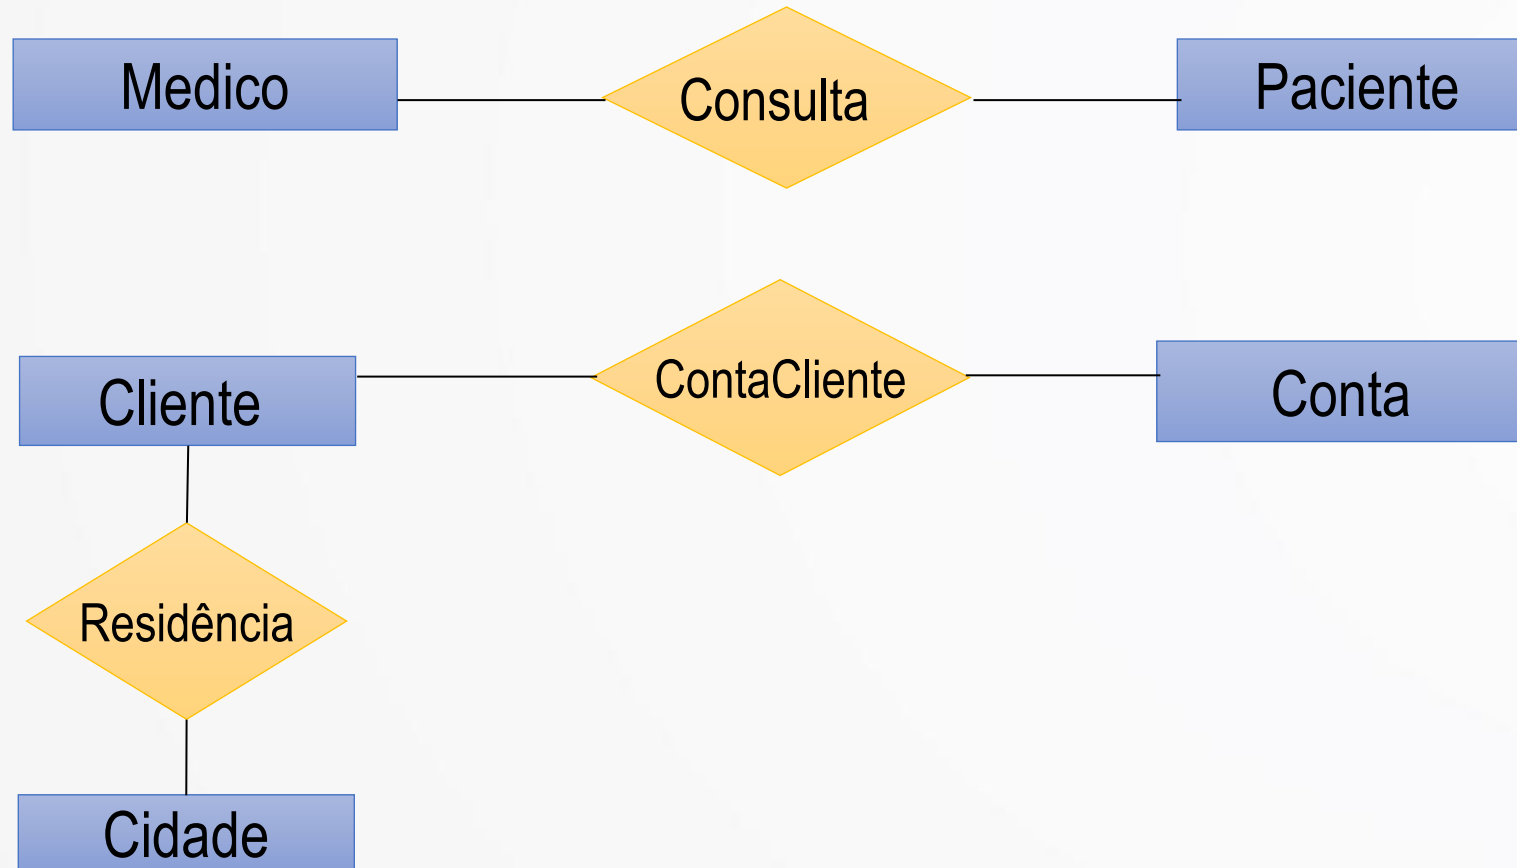 Medico
Consulta
Paciente
Cliente
ContaCliente
Conta
Residência
Cidade